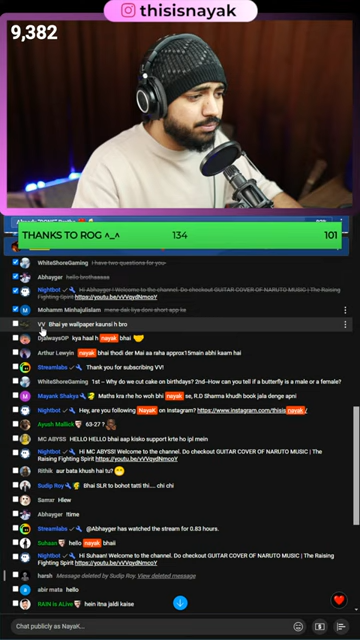 thisisnayak
9,382
THANKS TO ROG ^_^ 134 101
WhiteShoreGaming i have two questions for you-
Abhayger hello brothaaaaa
Nightbot Hi Abhayger! Welcome to the channel. Do checkout GUITAR COVER OF NARUTO MUSIC | The Raising
Fighting Spirit https://youtu.be/vVVqydNmcoY
Mohamm Minhajulislam mene dak liya doni short app ke
VV Bhai ye wallpaper kaunsi h bro
DjalwaysOP kya haal h nayak bhai 🤝
Arthur Lewyin bhai thodi der Mai aa raha approx15main abhi kaam hai
Streamlabs Thank you for subscribing VV!
WhiteShoreGaming 1st – Why do we cut cake on birthdays? 2nd–How can you tell if a butterfly is a male or a female?
Mayank Shakya Maths kra rhe ho woh bhi nayak se, R.D Sharma khudh book jala denge apni
Nightbot Hey, are you following NayaK on Instagram? https://www.instagram.com/thisisnayak/
Ayush Mallick 63-27 ?
MC ABYSS HELLO HELLO bhai aap kisko support krte ho ipl mein
Nightbot Hi MC ABYSS! Welcome to the channel. Do checkout GUITAR COVER OF NARUTO MUSIC | The
Raising Fighting Spirit https://youtu.be/vVVqydNmcoY
Rithik aur bata khush hai tu? 😁
Sudip Roy Bhai SLR to bohot tatti thi.... chi chi
Samxr Hlew
Abhayger !time
Streamlabs @Abhayger has watched the stream for 0.83 hours.
Suhaan hello nayak bhaii
Nightbot Hi Suhaan! Welcome to the channel. Do checkout GUITAR COVER OF NARUTO MUSIC | The Raising
Fighting Spirit https://youtu.be/vVVqydNmcoY
harsh Message deleted by Sudip Roy. View deleted message
abir mata hello
RAIN is ALive hein itna jaldi kaise
Chat publicly as NayaK...